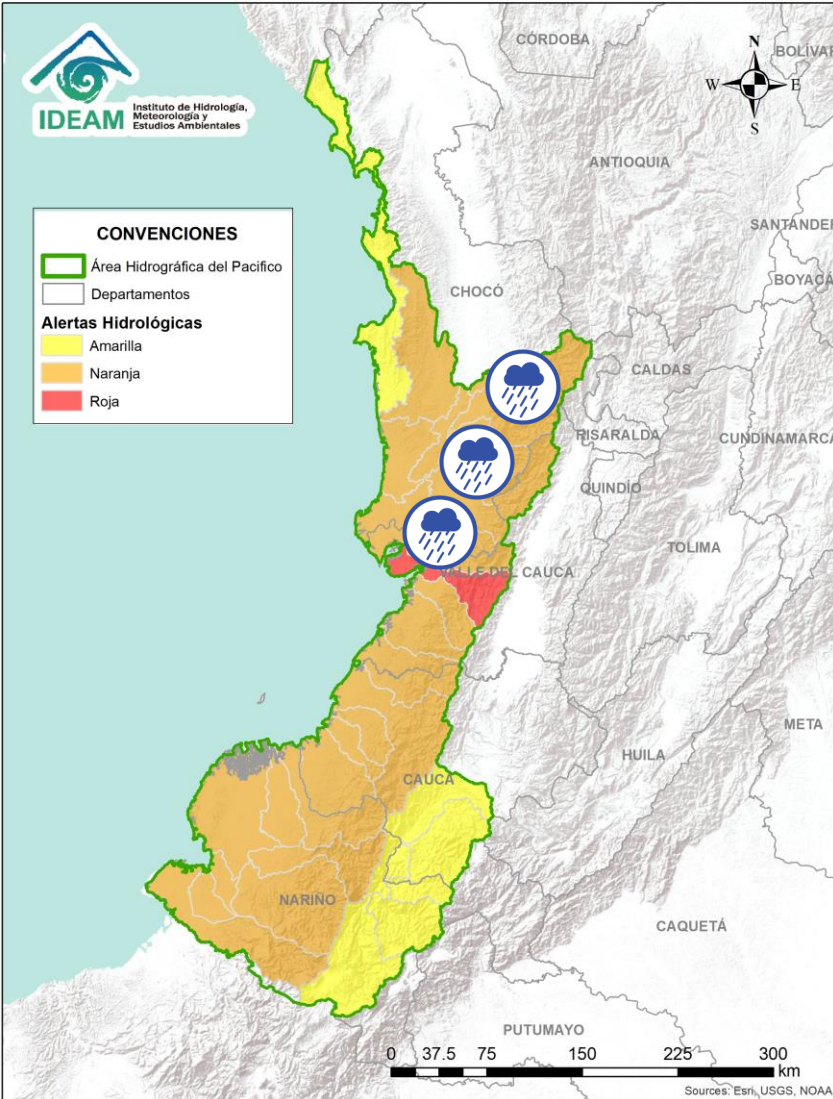 IDEAM
Instituto de Hidrología,
Meteorología y
Estudios Ambientales
N
W
E
S
CÓRDOBA
BOLÍVAR
ANTIOQUIA
SANTANDER
BOYACÁ
CHOCÓ
CALDAS
RISARALDA
CUNDINAMARCA
QUINDÍO
TOLIMA
VALLE DEL CAUCA
META
HUILA
CAUCA
NARIÑO
CAQUETÁ
PUTUMAYO
CONVENCIONES
Área Hidrográfica del Pacifico
Departamentos
Alertas Hidrológicas
Amarilla
Naranja
Roja
0 37.5 75 150 225 300
km
Sources: Esri, USGS, NOAA